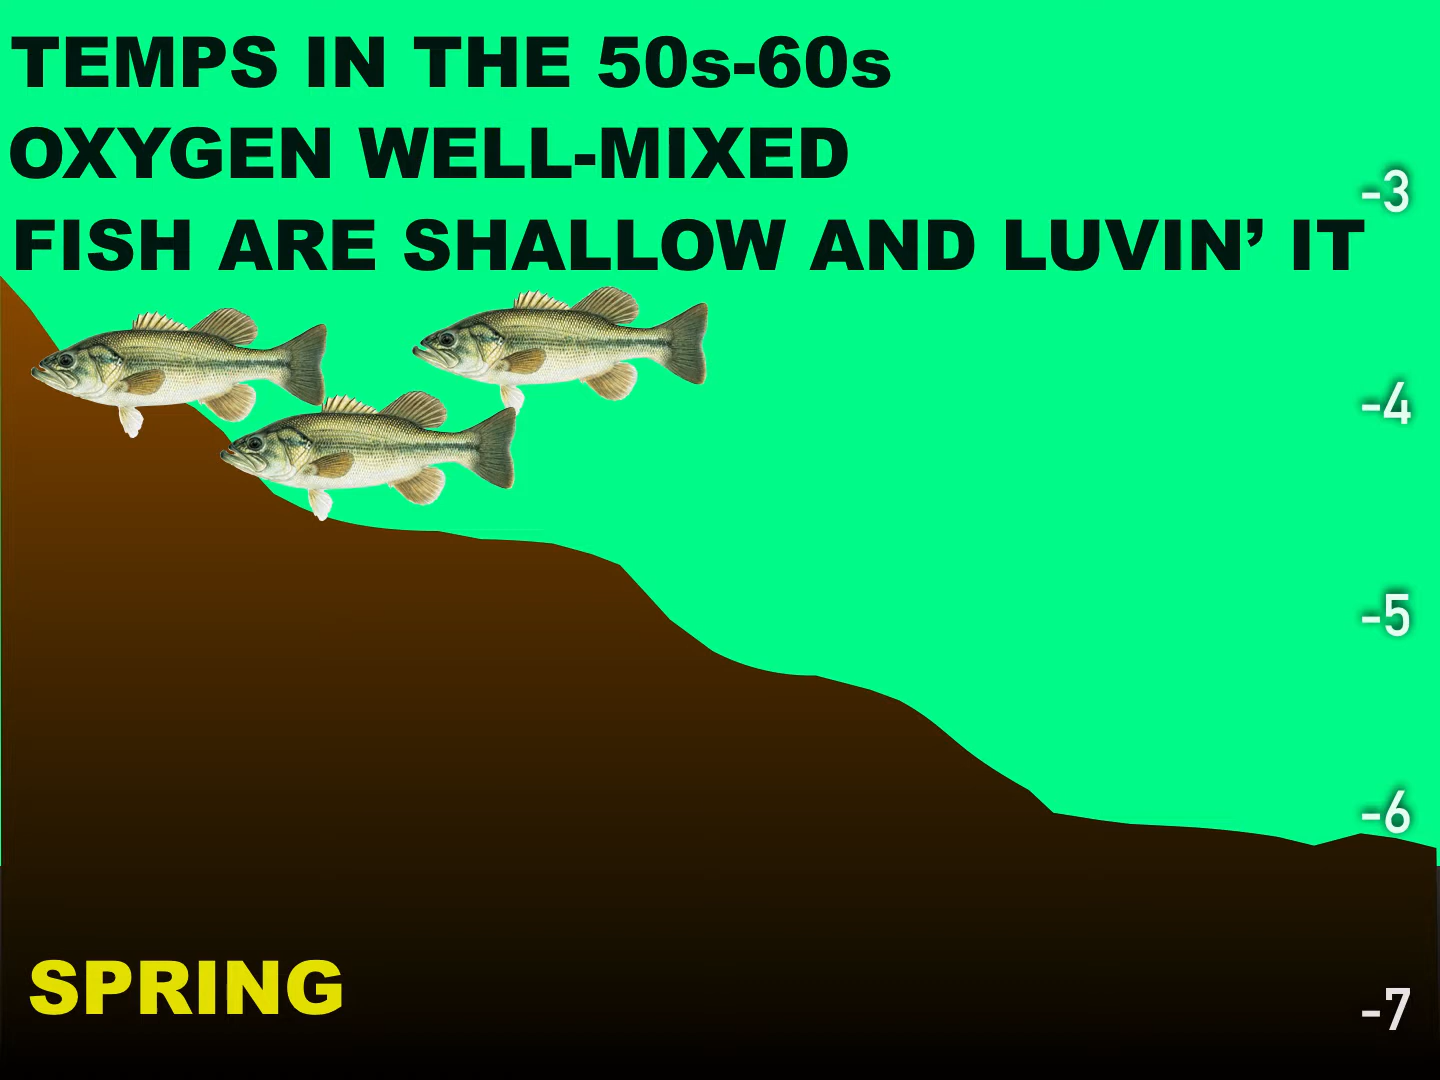 TEMPS IN THE 50s-60s
OXYGEN WELL-MIXED
-3
FISH ARE SHALLOW AND LUVIN’ IT
-4
-5
-6
SPRING
-7